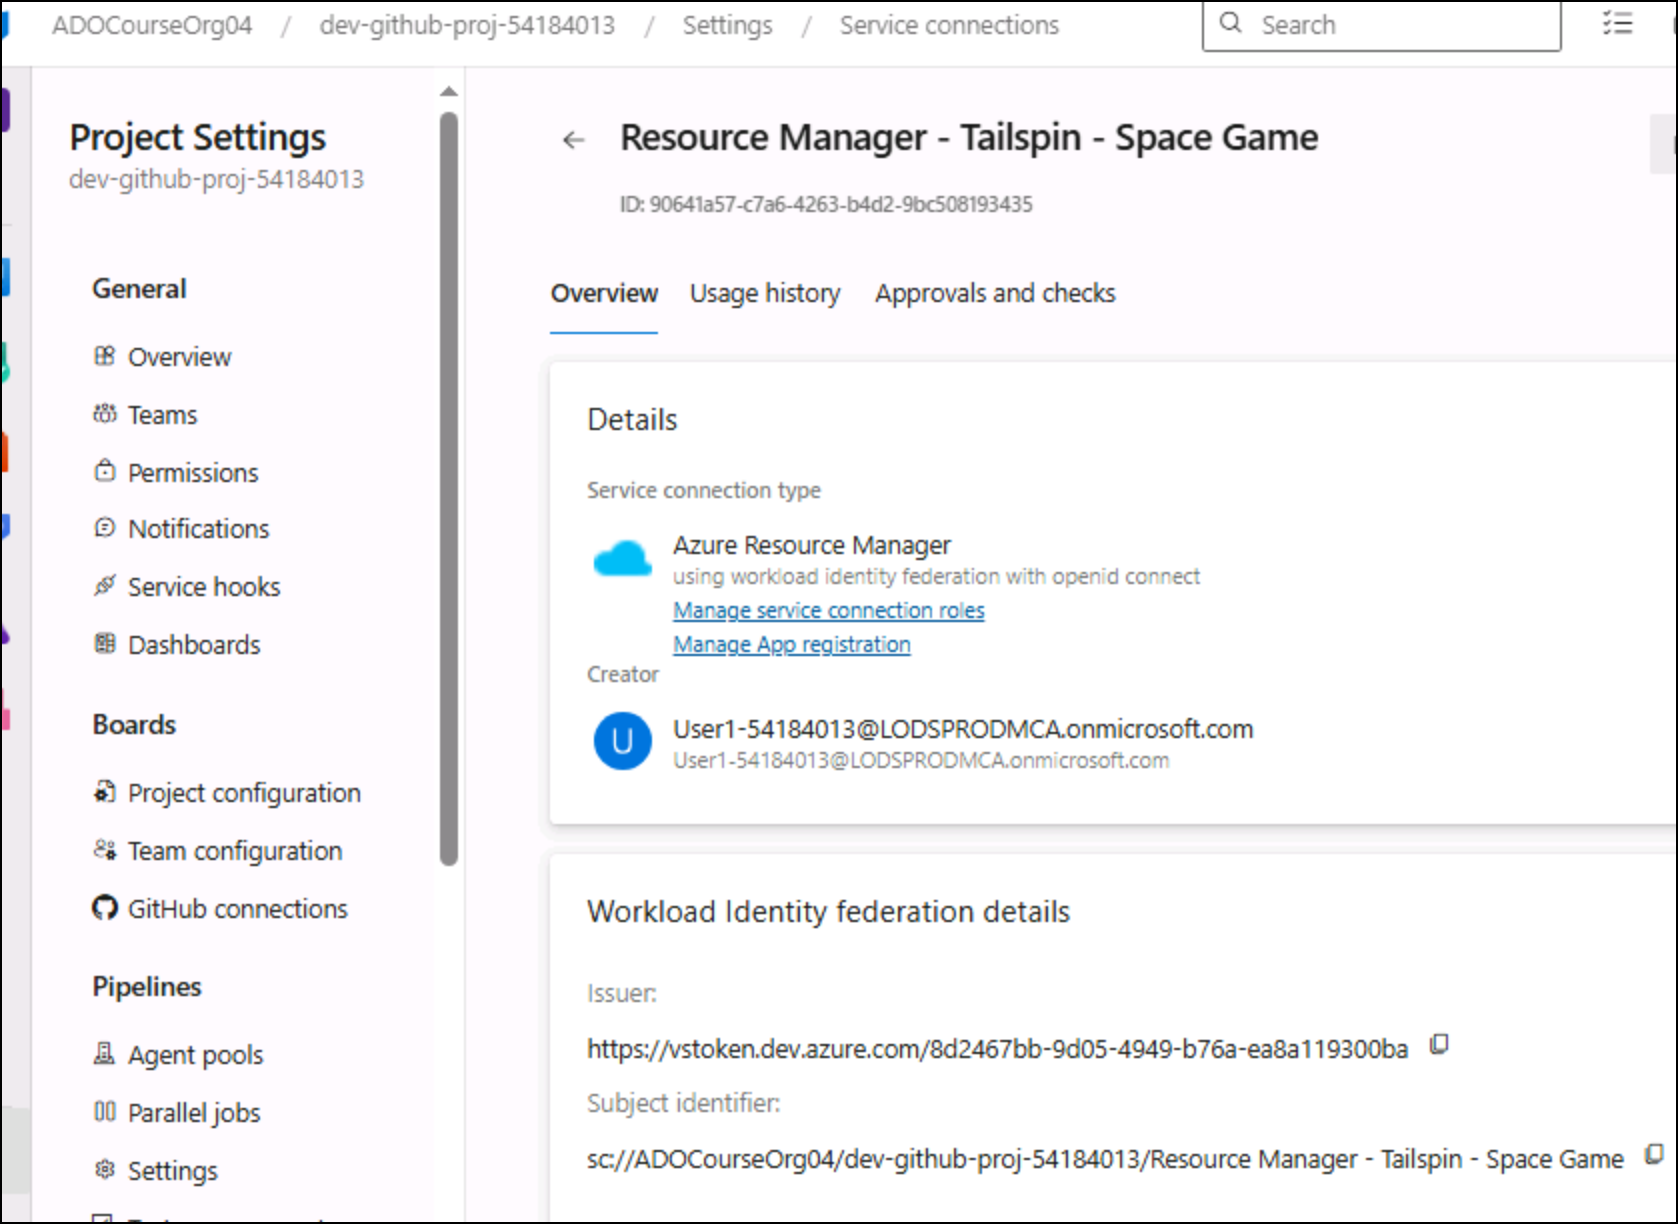 ADOCourseOrg04 / dev-github-proj-54184013 / Settings / Service connections
Search
Project Settings
dev-github-proj-54184013
General
Overview
Teams
Permissions
Notifications
Service hooks
Dashboards
Boards
Project configuration
Team configuration
GitHub connections
Pipelines
Agent pools
Parallel jobs
Settings
Resource Manager - Tailspin - Space Game
ID: 90641a57-c7a6-4263-b4d2-9bc508193435
Overview Usage history Approvals and checks
Details
Service connection type
Azure Resource Manager
using workload identity federation with openid connect
Manage service connection roles
Manage App registration
Creator
U
User1-54184013@LODSPRODMCA.onmicrosoft.com
User1-54184013@LODSPRODMCA.onmicrosoft.com
Workload Identity federation details
Issuer:
https://vstoken.dev.azure.com/8d2467bb-9d05-4949-b76a-ea8a119300ba
Subject identifier:
sc://ADOCourseOrg04/dev-github-proj-54184013/Resource Manager - Tailspin - Space Game